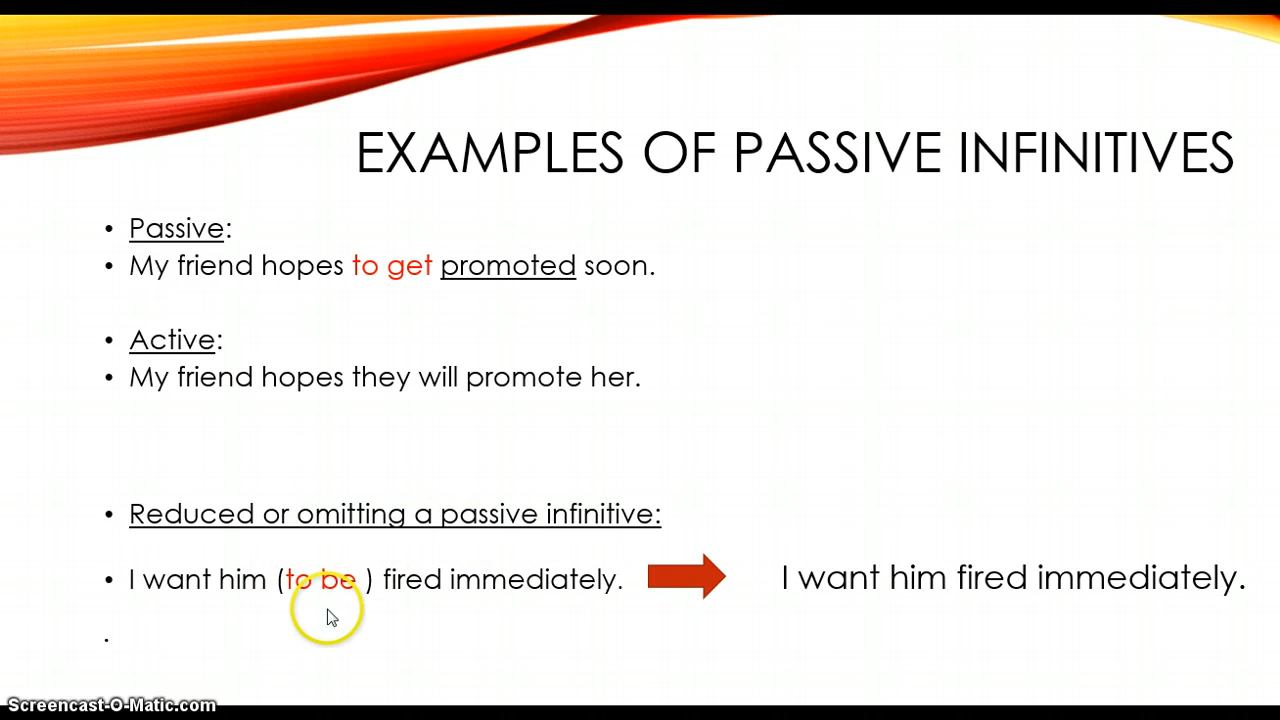 EXAMPLES OF PASSIVE INFINITIVES
• Passive:
• My friend hopes to get promoted soon.
• Active:
• My friend hopes they will promote her.
• Reduced or omitting a passive infinitive:
• I want him (to be ) fired immediately. I want him fired immediately.
.
Screencast-O-Matic.com